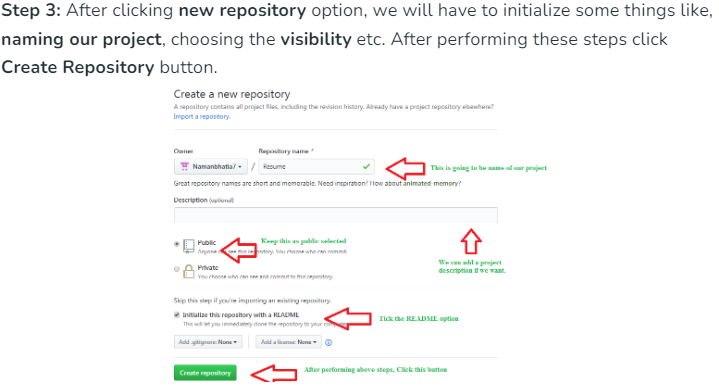 Step 3: After clicking new repository option, we will have to initialize some things like,
naming our project, choosing the visibility etc. After performing these steps click
Create Repository button.
Create a new repository
A repository contains all project files, including the revision history. Already have a project repository elsewhere?
Import a repository.
Owner Repository name *
Namanbhatia7 / Resume
This is going to be name of our project
Great repository names are short and memorable. Need inspiration? How about animated-memory?
Description (optional)
Public
Keep this as public selected
Anyone can see this repository. You choose who can commit.
We can add a project
description if we want.
Private
You choose who can see and commit to this repository.
Skip this step if you're importing an existing repository.
Initialize this repository with a README
Tick the README option
This will let you immediately clone the repository to your
Add .gitignore: None Add a license: None
Create repository
After performing above steps, Click this button